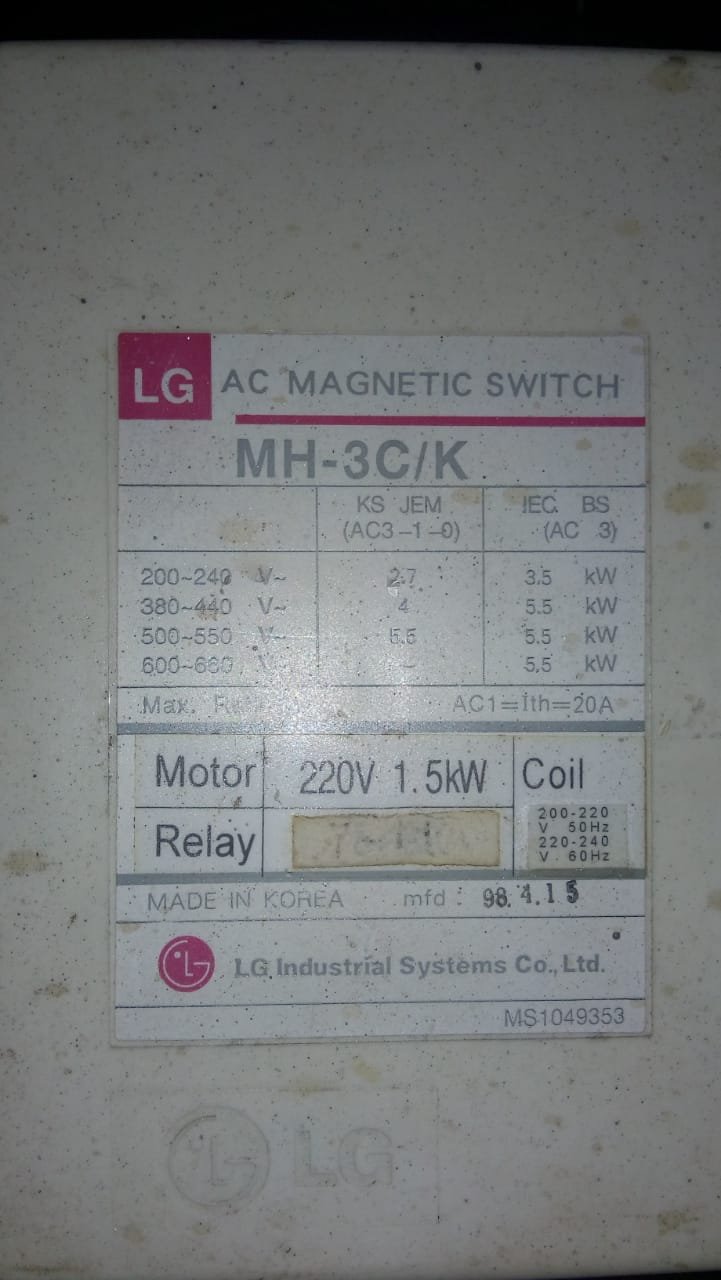 LG AC MAGNETIC SWITCH
MH-3C/K
KS JEM IEC BS
(AC3-1-0) (AC 3)
200~240 V~ 2.7 3.5 kW
380~440 V~ 4 5.5 kW
500~550 V~ 5.5 5.5 kW
600~660 V~ - 5.5 kW
Max. AC1=Ith=20A
Motor 220V 1.5kW Coil
Relay
200-220
V 50Hz
220-240
V 60Hz
MADE IN KOREA mfd : 98.4.15
LG LG Industrial Systems Co., Ltd.
MS1049353
LG LG